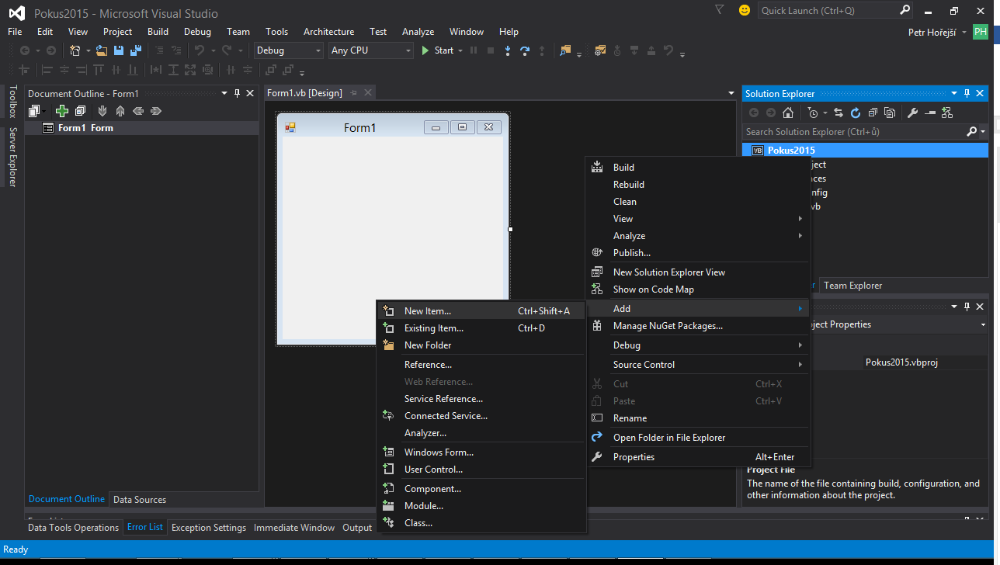 Pokus2015 - Microsoft Visual Studio
Quick Launch (Ctrl+Q)
File Edit View Project Build Debug Team Tools Architecture Test Analyze Window Help
Petr Hořejší PH
Debug Any CPU Start
Toolbox
Server Explorer
Document Outline - Form1
Form1 Form
Document Outline Data Sources
Form1.vb [Design]
Form1
Solution Explorer
Search Solution Explorer (Ctrl+ů)
VB Pokus2015
Team Explorer
Pokus2015.vbproj
Project File
The name of the file containing build, configuration, and
other information about the project.
Build
Rebuild
Clean
View
Analyze
Publish...
New Solution Explorer View
Show on Code Map
Add
Manage NuGet Packages...
Debug
Source Control
Cut Ctrl+X
Paste Ctrl+V
Rename
Open Folder in File Explorer
Properties Alt+Enter
New Item... Ctrl+Shift+A
Existing Item... Ctrl+D
New Folder
Reference...
Web Reference...
Service Reference...
Connected Service...
Analyzer...
Windows Form...
User Control...
Component...
Module...
Class...
Data Tools Operations Error List Exception Settings Immediate Window Output
Ready